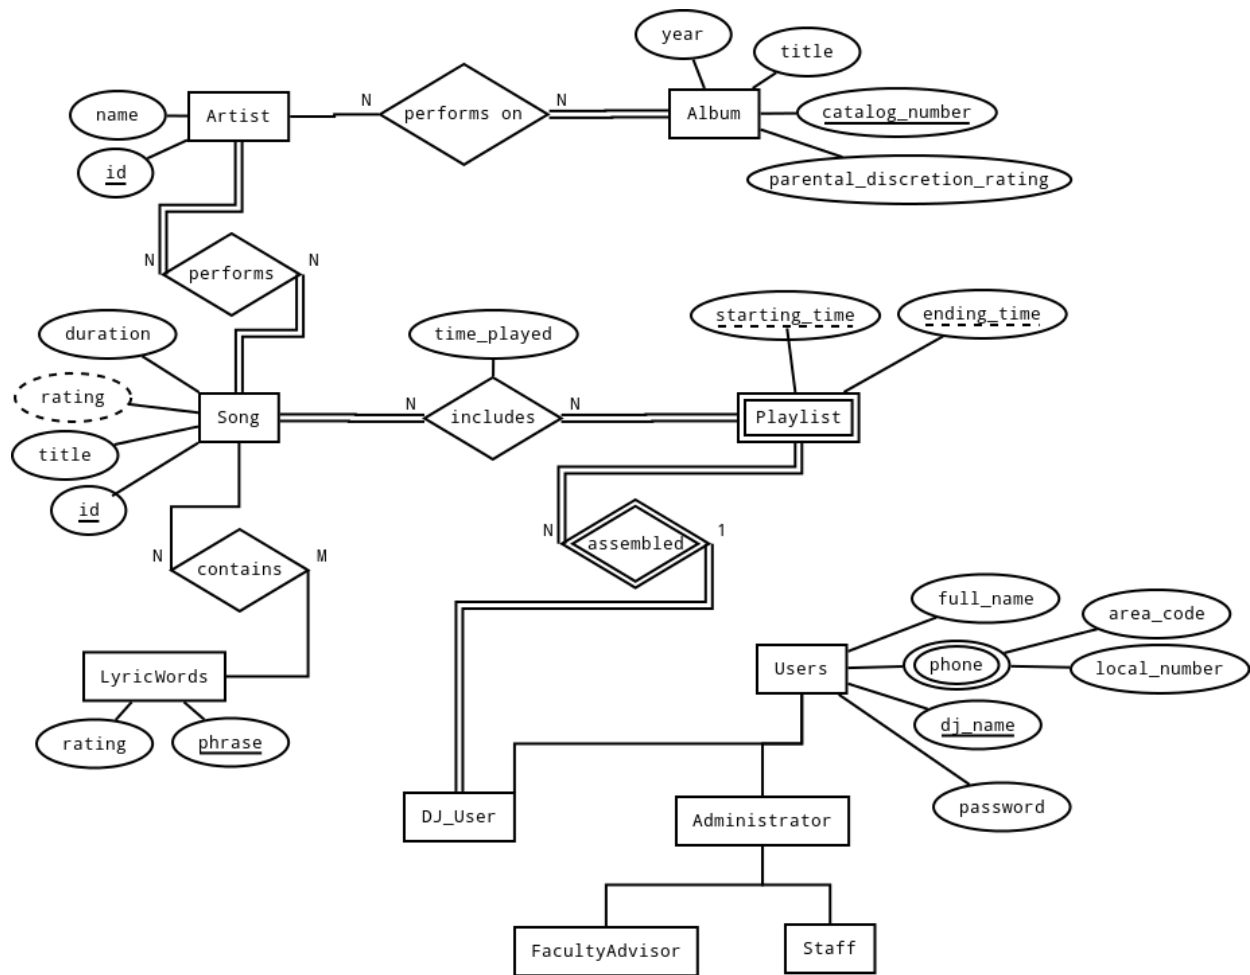 year
title
name
Artist
N
performs on
N
Album
catalog_number
id
parental_discretion_rating
N
performs
N
duration
time_played
starting_time
ending_time
rating
Song
N
includes
N
Playlist
title
id
N
contains
M
N
assembled
1
full_name
area_code
LyricWords
Users
phone
local_number
rating
phrase
dj_name
DJ_User
Administrator
password
FacultyAdvisor
Staff